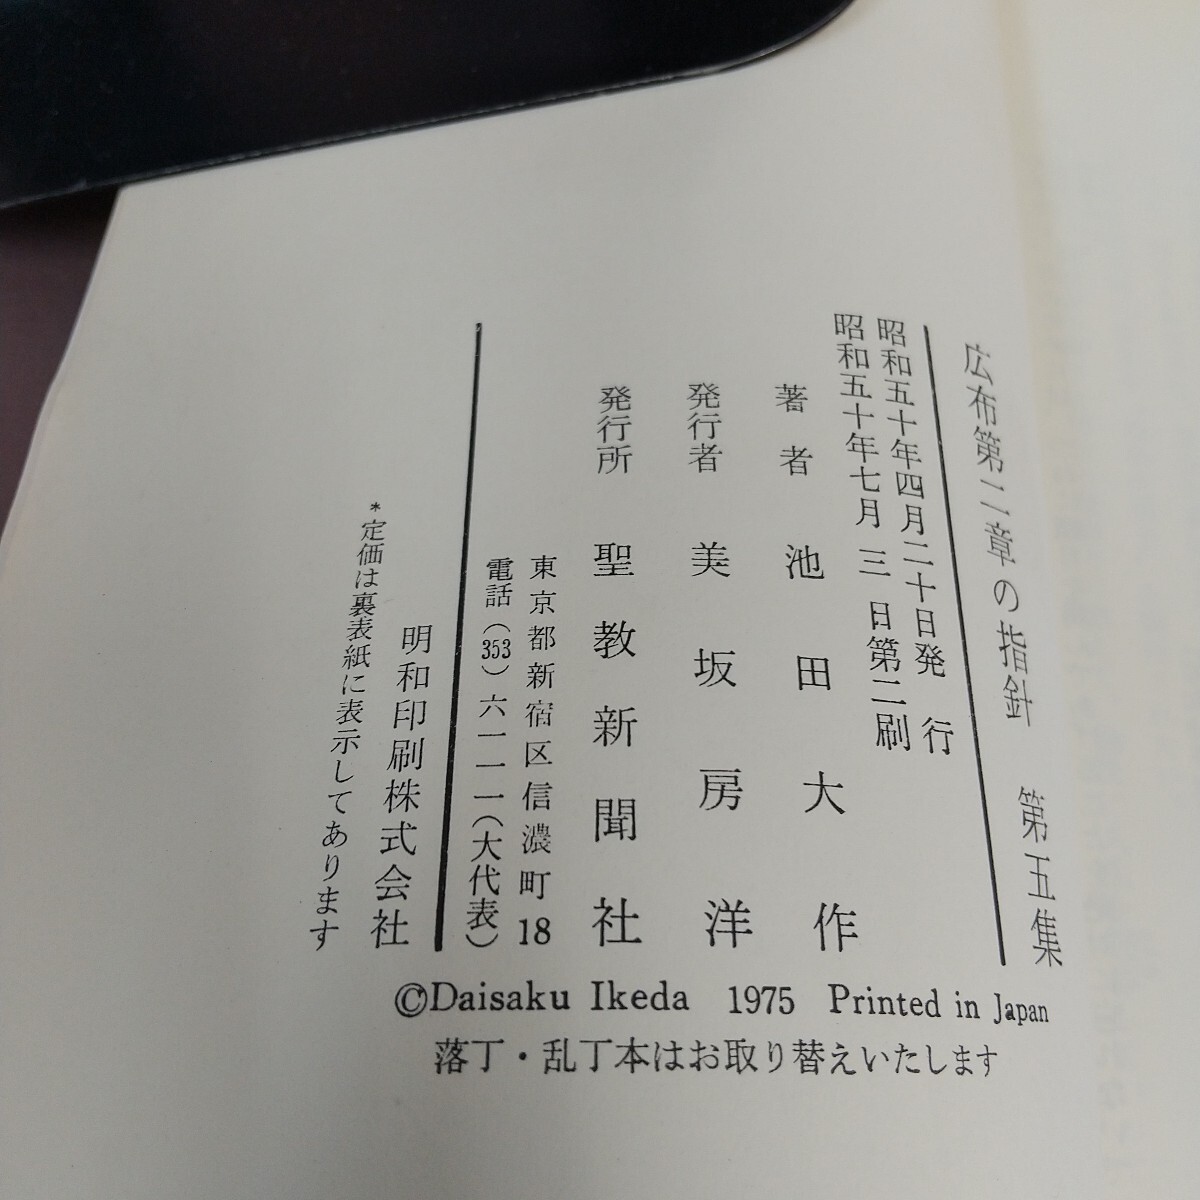 広布第二章の指針 第五集
昭和五十年四月二十日発行
昭和五十年七月三日第二刷
著者 池田大作
発行者 美坂房洋
発行所 聖教新聞社
東京都新宿区信濃町18
電話(353)六一一一(大代表)
明和印刷株式会社
*定価は裏表紙に表示してあります
©Daisaku Ikeda 1975 Printed in Japan
落丁・乱丁本はお取り替えいたします